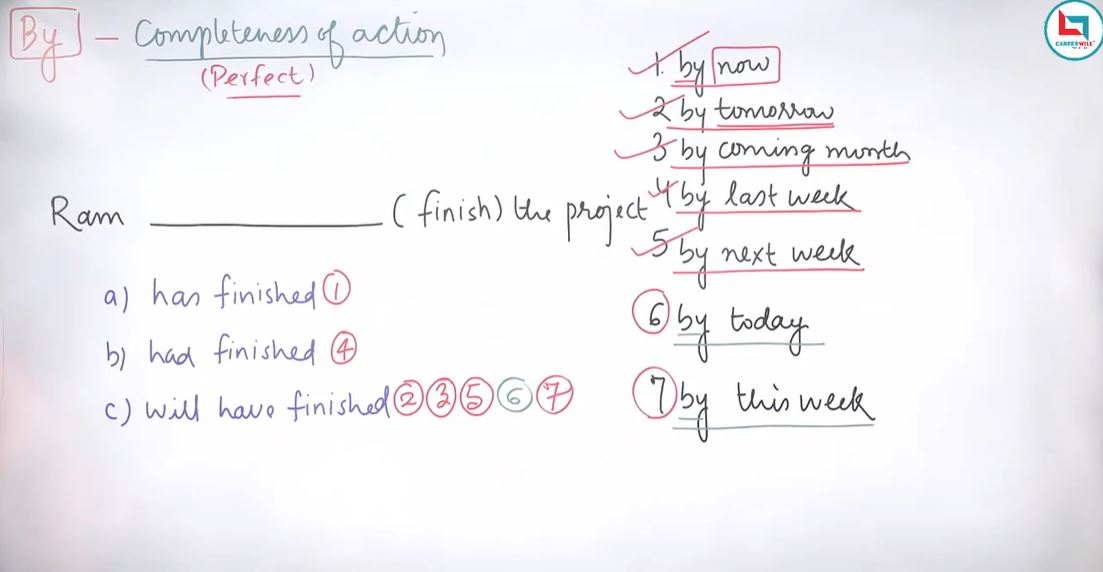 By – Completeness of action
(Perfect)
Ram ____________ (finish) the project
1. by now
2 by tomorrow
3 by coming month
4 by last week
5 by next week
6 by today
7 by this week
a) has finished ①
b) had finished ④
c) will have finished ② ③ ⑤ ⑥ ⑦
CAREERWILL